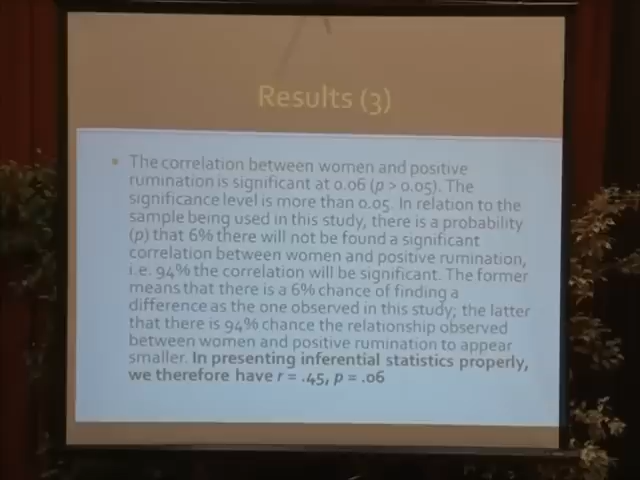 Results (3)
The correlation between women and positive
rumination is significant at 0.06 (p > 0.05). The
significance level is more than 0.05. In relation to the
sample being used in this study, there is a probability
(p) that 6% there will not be found a significant
correlation between women and positive rumination,
i.e. 94% the correlation will be significant. The former
means that there is a 6% chance of finding a
difference as the one observed in this study; the latter
that there is 94% chance the relationship observed
between women and positive rumination to appear
smaller. In presenting inferential statistics properly,
we therefore have r = .45, p = .06